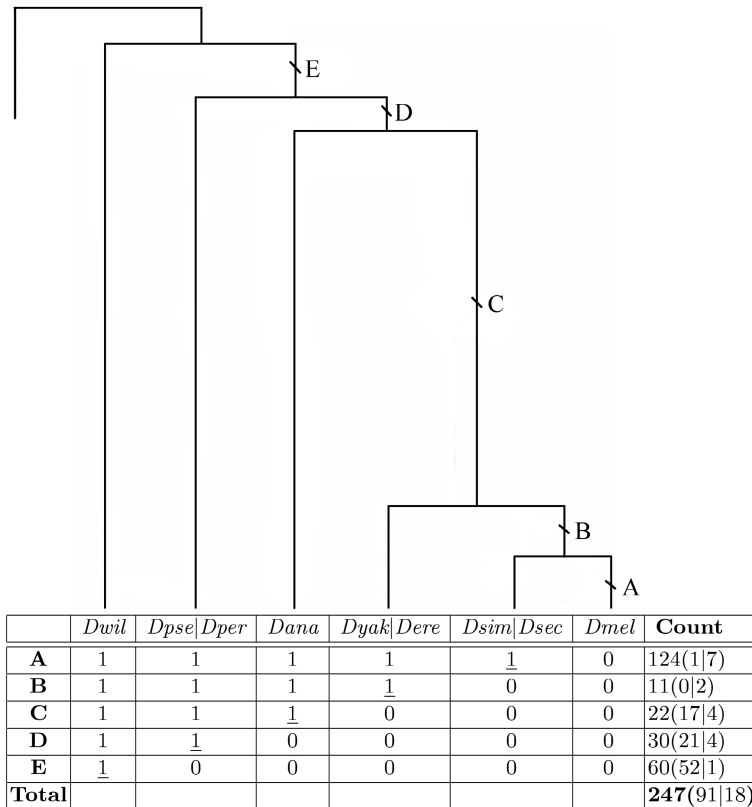 E
D
C
B
A
Dwil Dpse|Dper Dana Dyak|Dere Dsim|Dsec Dmel Count
A 1 1 1 1 1 0 124(1|7)
B 1 1 1 1 0 0 11(0|2)
C 1 1 1 0 0 0 22(17|4)
D 1 1 0 0 0 0 30(21|4)
E 1 0 0 0 0 0 60(52|1)
Total 247(91|18)